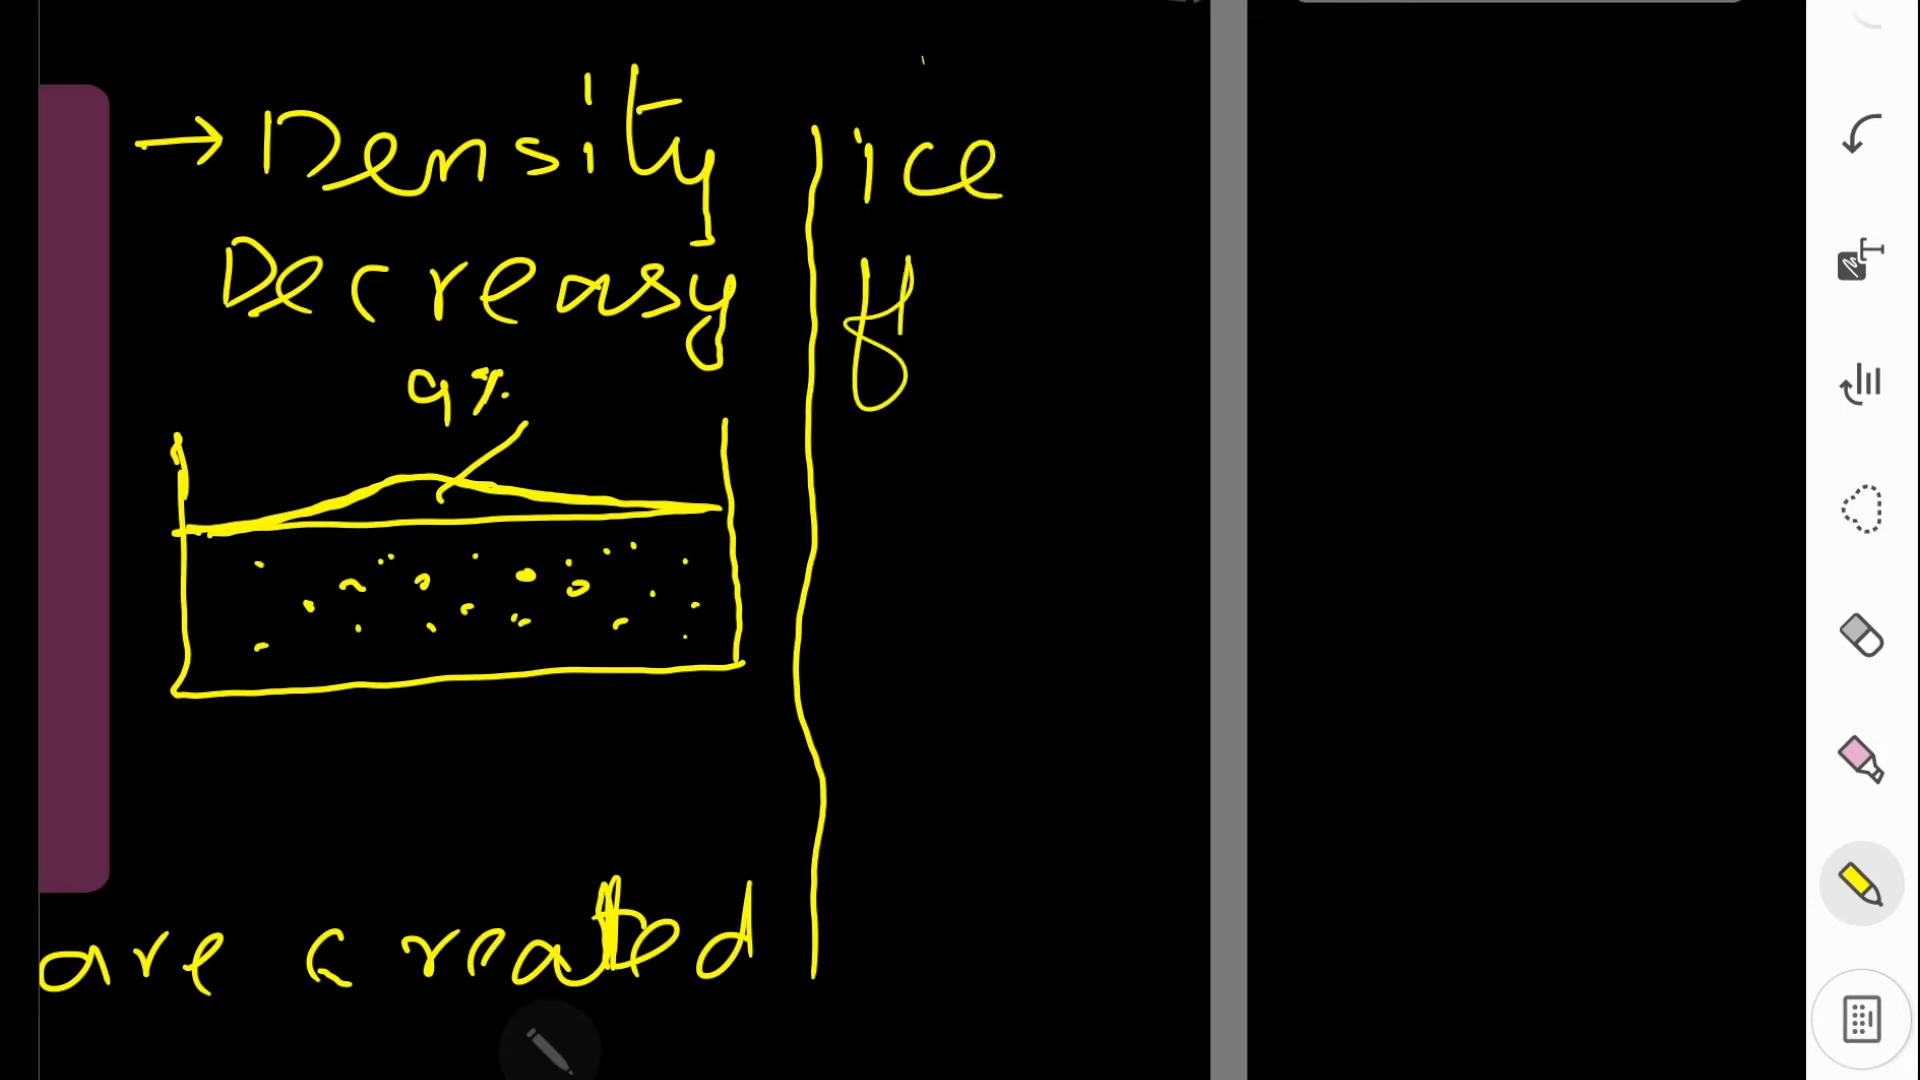 → Density
Decreasy
9%
are created
ice